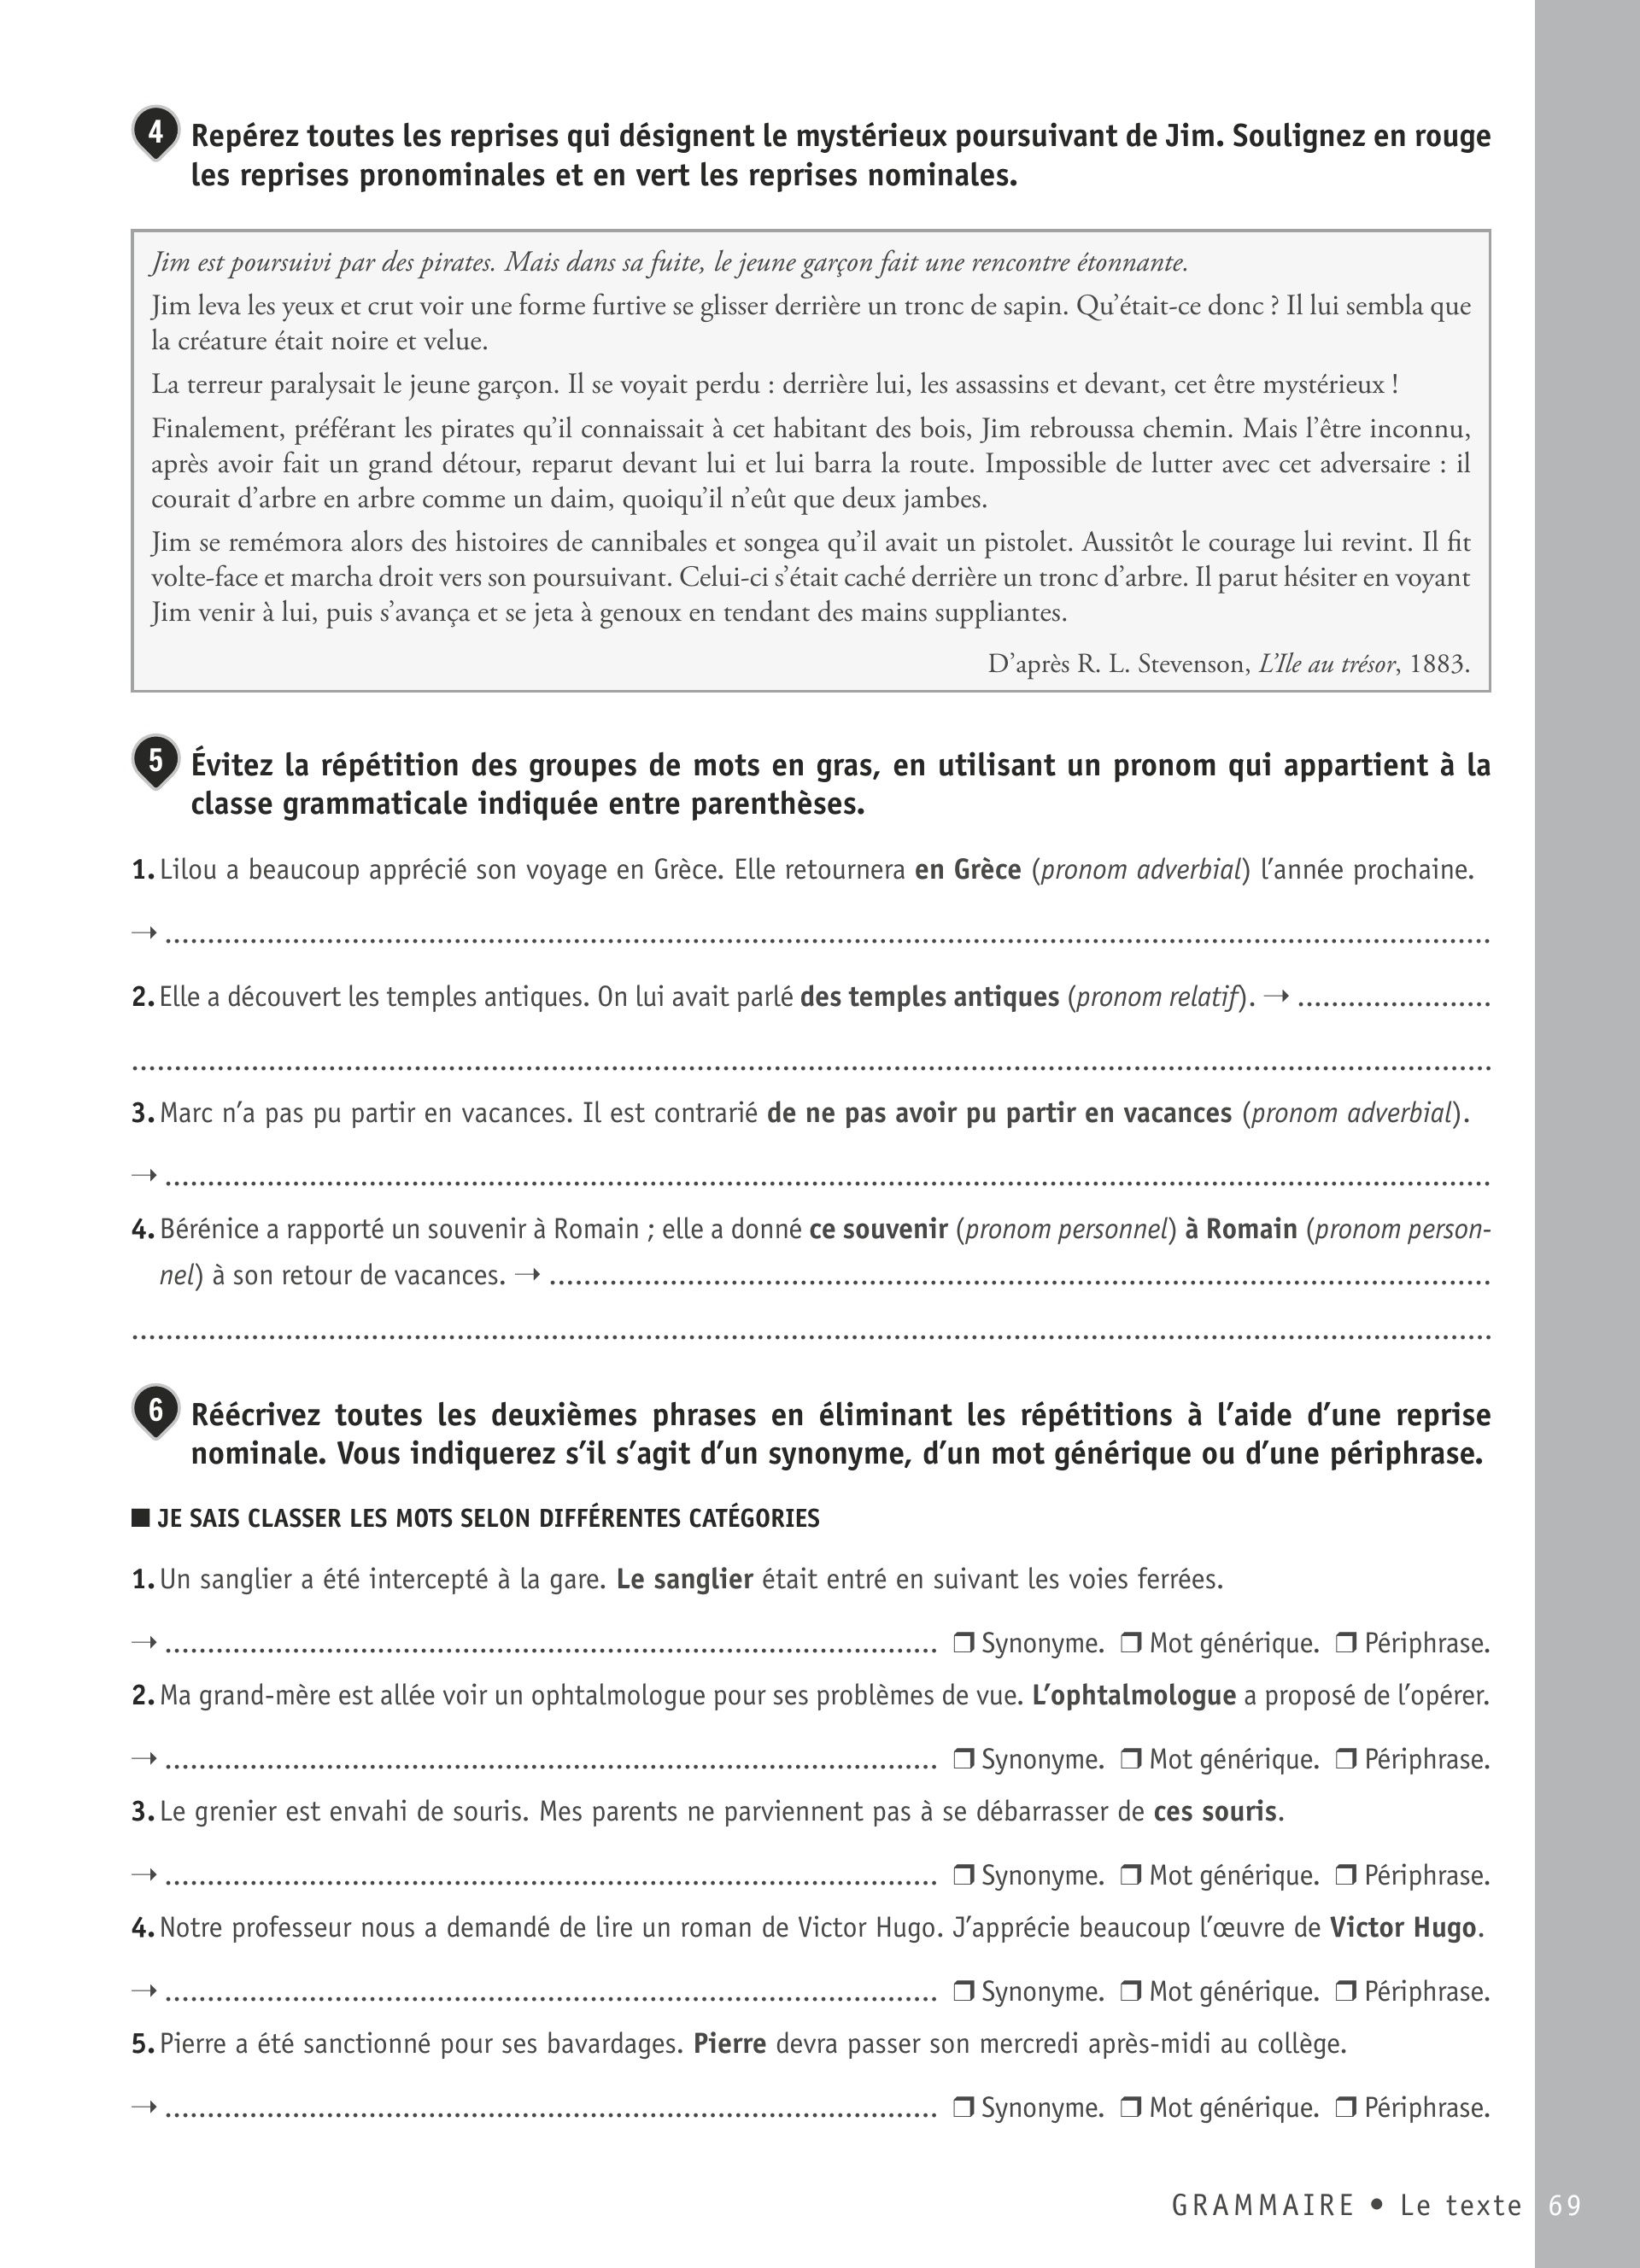 4 Repérez toutes les reprises qui désignent le mystérieux poursuivant de Jim. Soulignez en rouge
les reprises pronominales et en vert les reprises nominales.
Jim est poursuivi par des pirates. Mais dans sa fuite, le jeune garçon fait une rencontre étonnante.
Jim leva les yeux et crut voir une forme furtive se glisser derrière un tronc de sapin. Qu’était-ce donc ? Il lui sembla que
la créature était noire et velue.
La terreur paralysait le jeune garçon. Il se voyait perdu : derrière lui, les assassins et devant, cet être mystérieux !
Finalement, préférant les pirates qu’il connaissait à cet habitant des bois, Jim rebroussa chemin. Mais l’être inconnu,
après avoir fait un grand détour, reparut devant lui et lui barra la route. Impossible de lutter avec cet adversaire : il
courait d’arbre en arbre comme un daim, quoiqu’il n’eût que deux jambes.
Jim se remémora alors des histoires de cannibales et songea qu’il avait un pistolet. Aussitôt le courage lui revint. Il fit
volte-face et marcha droit vers son poursuivant. Celui-ci s’était caché derrière un tronc d’arbre. Il parut hésiter en voyant
Jim venir à lui, puis s’avança et se jeta à genoux en tendant des mains suppliantes.
D’après R. L. Stevenson, L’Ile au trésor, 1883.
5 Évitez la répétition des groupes de mots en gras, en utilisant un pronom qui appartient à la
classe grammaticale indiquée entre parenthèses.
1. Lilou a beaucoup apprécié son voyage en Grèce. Elle retournera en Grèce (pronom adverbial) l’année prochaine.
→ ................................................................................
2. Elle a découvert les temples antiques. On lui avait parlé des temples antiques (pronom relatif). → .......................
................................................................................
3. Marc n’a pas pu partir en vacances. Il est contrarié de ne pas avoir pu partir en vacances (pronom adverbial).
→ ................................................................................
4. Bérénice a rapporté un souvenir à Romain ; elle a donné ce souvenir (pronom personnel) à Romain (pronom person-
nel) à son retour de vacances. → ................................................................................
................................................................................
6 Réécrivez toutes les deuxièmes phrases en éliminant les répétitions à l’aide d’une reprise
nominale. Vous indiquerez s’il s’agit d’un synonyme, d’un mot générique ou d’une périphrase.
■ JE SAIS CLASSER LES MOTS SELON DIFFÉRENTES CATÉGORIES
1. Un sanglier a été intercepté à la gare. Le sanglier était entré en suivant les voies ferrées.
→ ............................................................ ❒ Synonyme. ❒ Mot générique. ❒ Périphrase.
2. Ma grand-mère est allée voir un ophtalmologue pour ses problèmes de vue. L’ophtalmologue a proposé de l’opérer.
→ ............................................................ ❒ Synonyme. ❒ Mot générique. ❒ Périphrase.
3. Le grenier est envahi de souris. Mes parents ne parviennent pas à se débarrasser de ces souris.
→ ............................................................ ❒ Synonyme. ❒ Mot générique. ❒ Périphrase.
4. Notre professeur nous a demandé de lire un roman de Victor Hugo. J’apprécie beaucoup l’œuvre de Victor Hugo.
→ ............................................................ ❒ Synonyme. ❒ Mot générique. ❒ Périphrase.
5. Pierre a été sanctionné pour ses bavardages. Pierre devra passer son mercredi après-midi au collège.
→ ............................................................ ❒ Synonyme. ❒ Mot générique. ❒ Périphrase.
GRAMMAIRE • Le texte 69